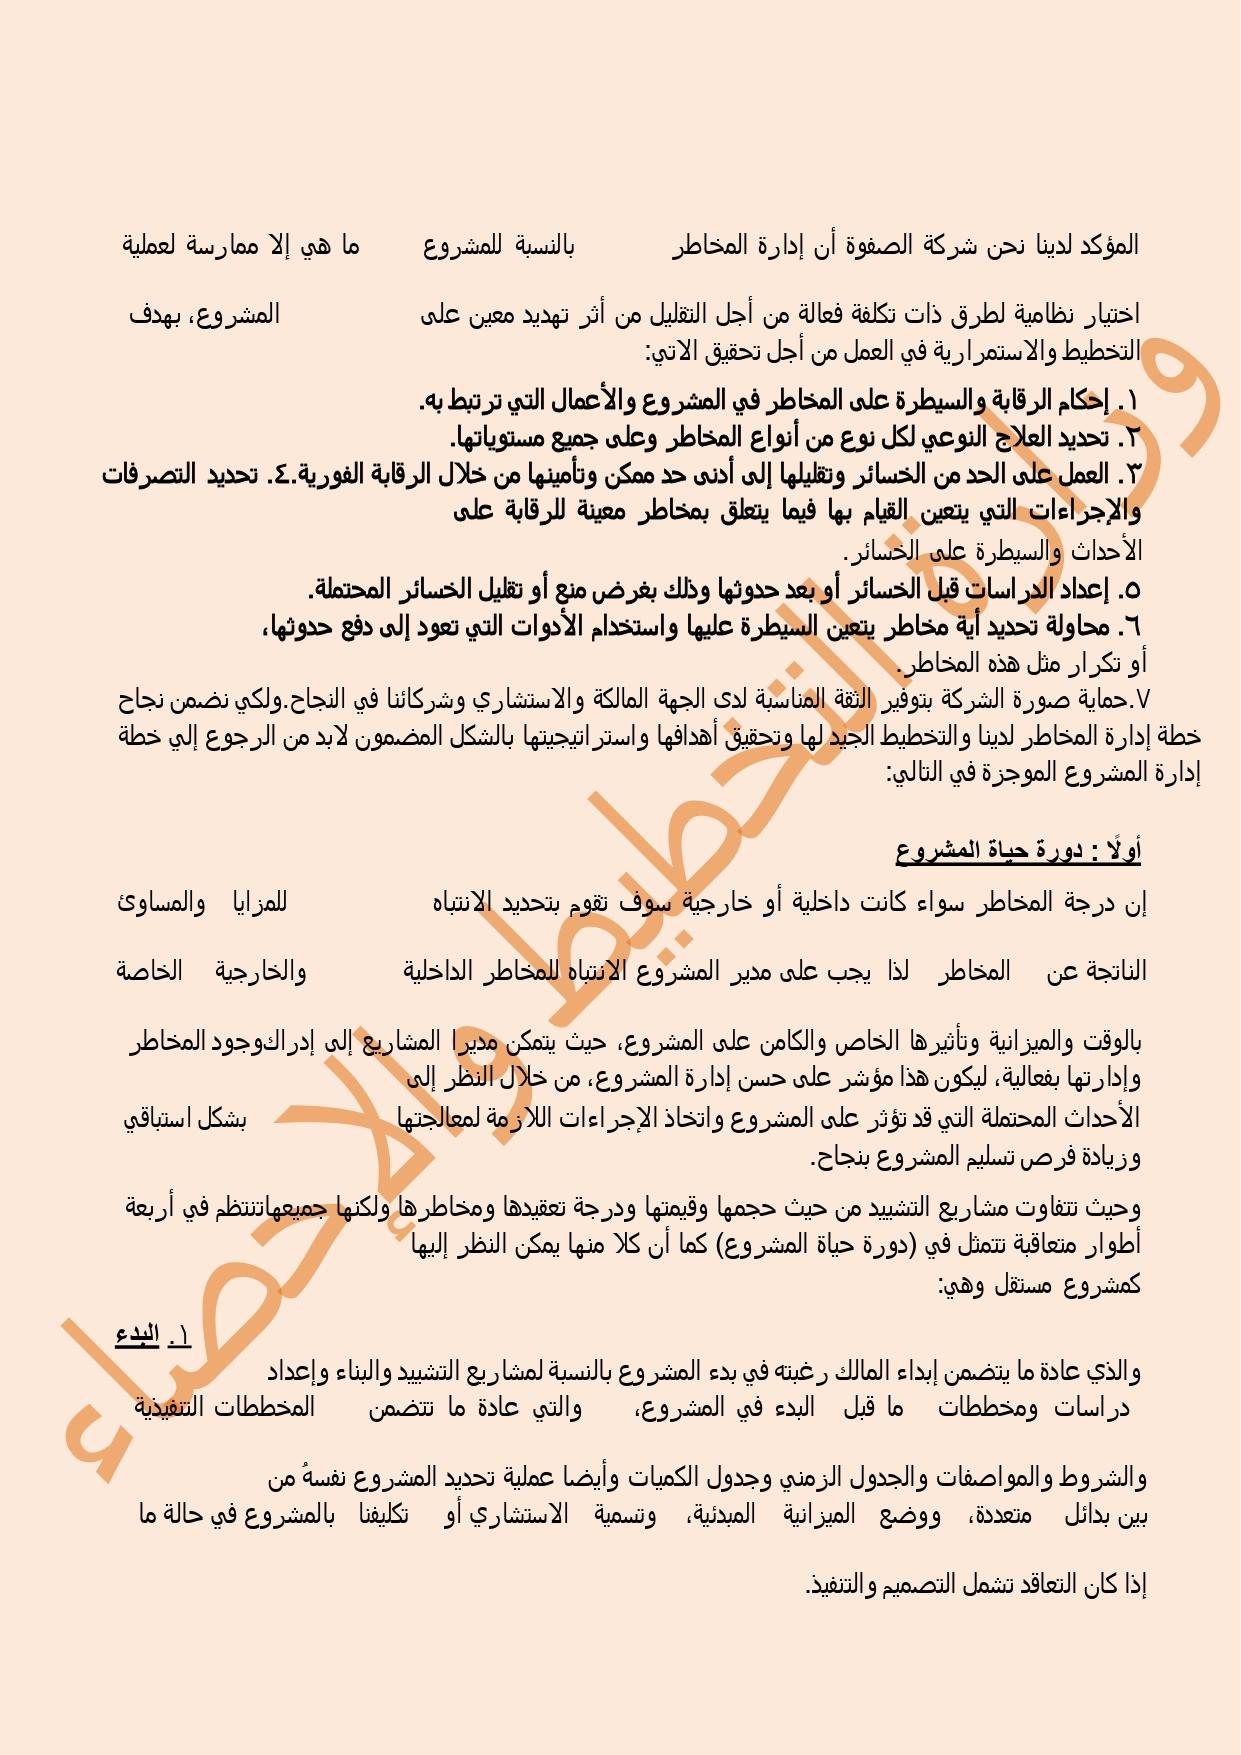 المؤكد لدينا نحن شركة الصفوة أن إدارة المخاطر بالنسبة للمشروع ما هي إلا ممارسة لعملية
اختيار نظامية لطرق ذات تكلفة فعالة من أجل التقليل من أثر تهديد معين على المشروع، بهدف
التخطيط والاستمرارية في العمل من أجل تحقيق الاتي:
١. إحكام الرقابة والسيطرة على المخاطر في المشروع والأعمال التي ترتبط به.
٢. تحديد العلاج النوعي لكل نوع من أنواع المخاطر وعلى جميع مستوياتها.
٣. العمل على الحد من الخسائر وتقليلها إلى أدنى حد ممكن وتأمينها من خلال الرقابة الفورية.٤. تحديد التصرفات
والإجراءات التي يتعين القيام بها فيما يتعلق بمخاطر معينة للرقابة على
الأحداث والسيطرة على الخسائر.
٥. إعداد الدراسات قبل الخسائر أو بعد حدوثها وذلك بغرض منع أو تقليل الخسائر المحتملة.
٦. محاولة تحديد أية مخاطر يتعين السيطرة عليها واستخدام الأدوات التي تعود إلى دفع حدوثها،
أو تكرار مثل هذه المخاطر.
٧.حماية صورة الشركة بتوفير الثقة المناسبة لدى الجهة المالكة والاستشاري وشركائنا في النجاح.ولكي نضمن نجاح
خطة إدارة المخاطر لدينا والتخطيط الجيد لها وتحقيق أهدافها واستراتيجيتها بالشكل المضمون لابد من الرجوع إلي خطة
إدارة المشروع الموجزة في التالي:
أولًا : دورة حياة المشروع
إن درجة المخاطر سواء كانت داخلية أو خارجية سوف تقوم بتحديد الانتباه للمزايا والمساوئ
الناتجة عن المخاطر لذا يجب على مدير المشروع الانتباه للمخاطر الداخلية والخارجية الخاصة
بالوقت والميزانية وتأثيرها الخاص والكامن على المشروع، حيث يتمكن مديرا المشاريع إلى إدراكوجود المخاطر
وإدارتها بفعالية، ليكون هذا مؤشر على حسن إدارة المشروع، من خلال النظر إلى
الأحداث المحتملة التي قد تؤثر على المشروع واتخاذ الإجراءات اللازمة لمعالجتها بشكل استباقي
وزيادة فرص تسليم المشروع بنجاح.
وحيث تتفاوت مشاريع التشييد من حيث حجمها وقيمتها ودرجة تعقيدها ومخاطرها ولكنها جميعهاتنتظم في أربعة
أطوار متعاقبة تتمثل في (دورة حياة المشروع) كما أن كلا منها يمكن النظر إليها
كمشروع مستقل وهي:
١. البدء
والذي عادة ما يتضمن إبداء المالك رغبته في بدء المشروع بالنسبة لمشاريع التشييد والبناء وإعداد
دراسات ومخططات ما قبل البدء في المشروع، والتي عادة ما تتضمن المخططات التنفيذية
والشروط والمواصفات والجدول الزمني وجدول الكميات وأيضا عملية تحديد المشروع نفسهُ من
بين بدائل متعددة، ووضع الميزانية المبدئية، وتسمية الاستشاري أو تكليفنا بالمشروع في حالة ما
إذا كان التعاقد تشمل التصميم والتنفيذ.
وزارة التخطيط والإحصاء